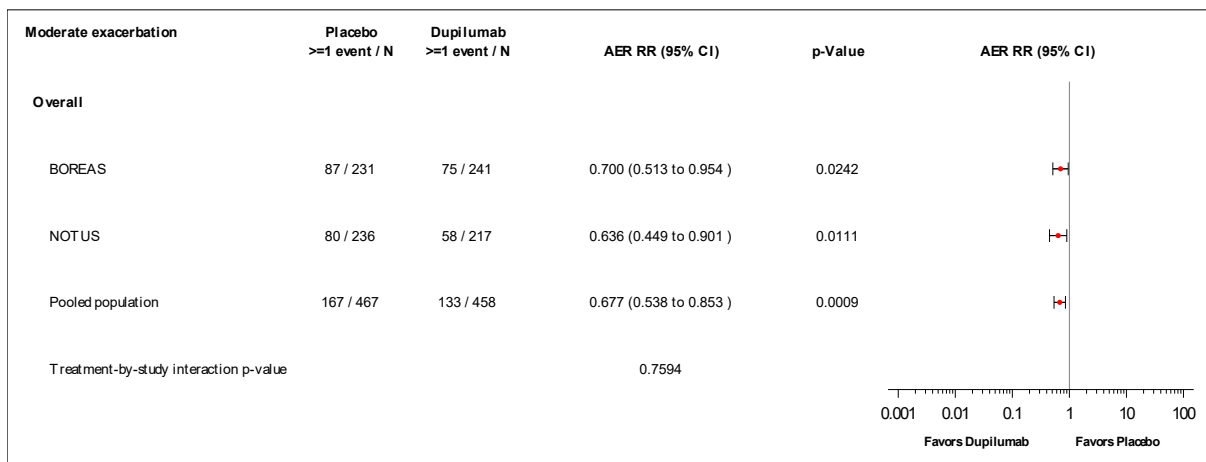 Moderate exacerbation Placebo Dupilumab
>=1 event / N >=1 event / N AER RR (95% CI) p-Value AER RR (95% CI)
Overall
BOREAS 87 / 231 75 / 241 0.700 (0.513 to 0.954 ) 0.0242
NOTUS 80 / 236 58 / 217 0.636 (0.449 to 0.901 ) 0.0111
Pooled population 167 / 467 133 / 458 0.677 (0.538 to 0.853 ) 0.0009
Treatment-by-study interaction p-value 0.7594
0.001 0.01 0.1 1 10 100
Favors Dupilumab Favors Placebo